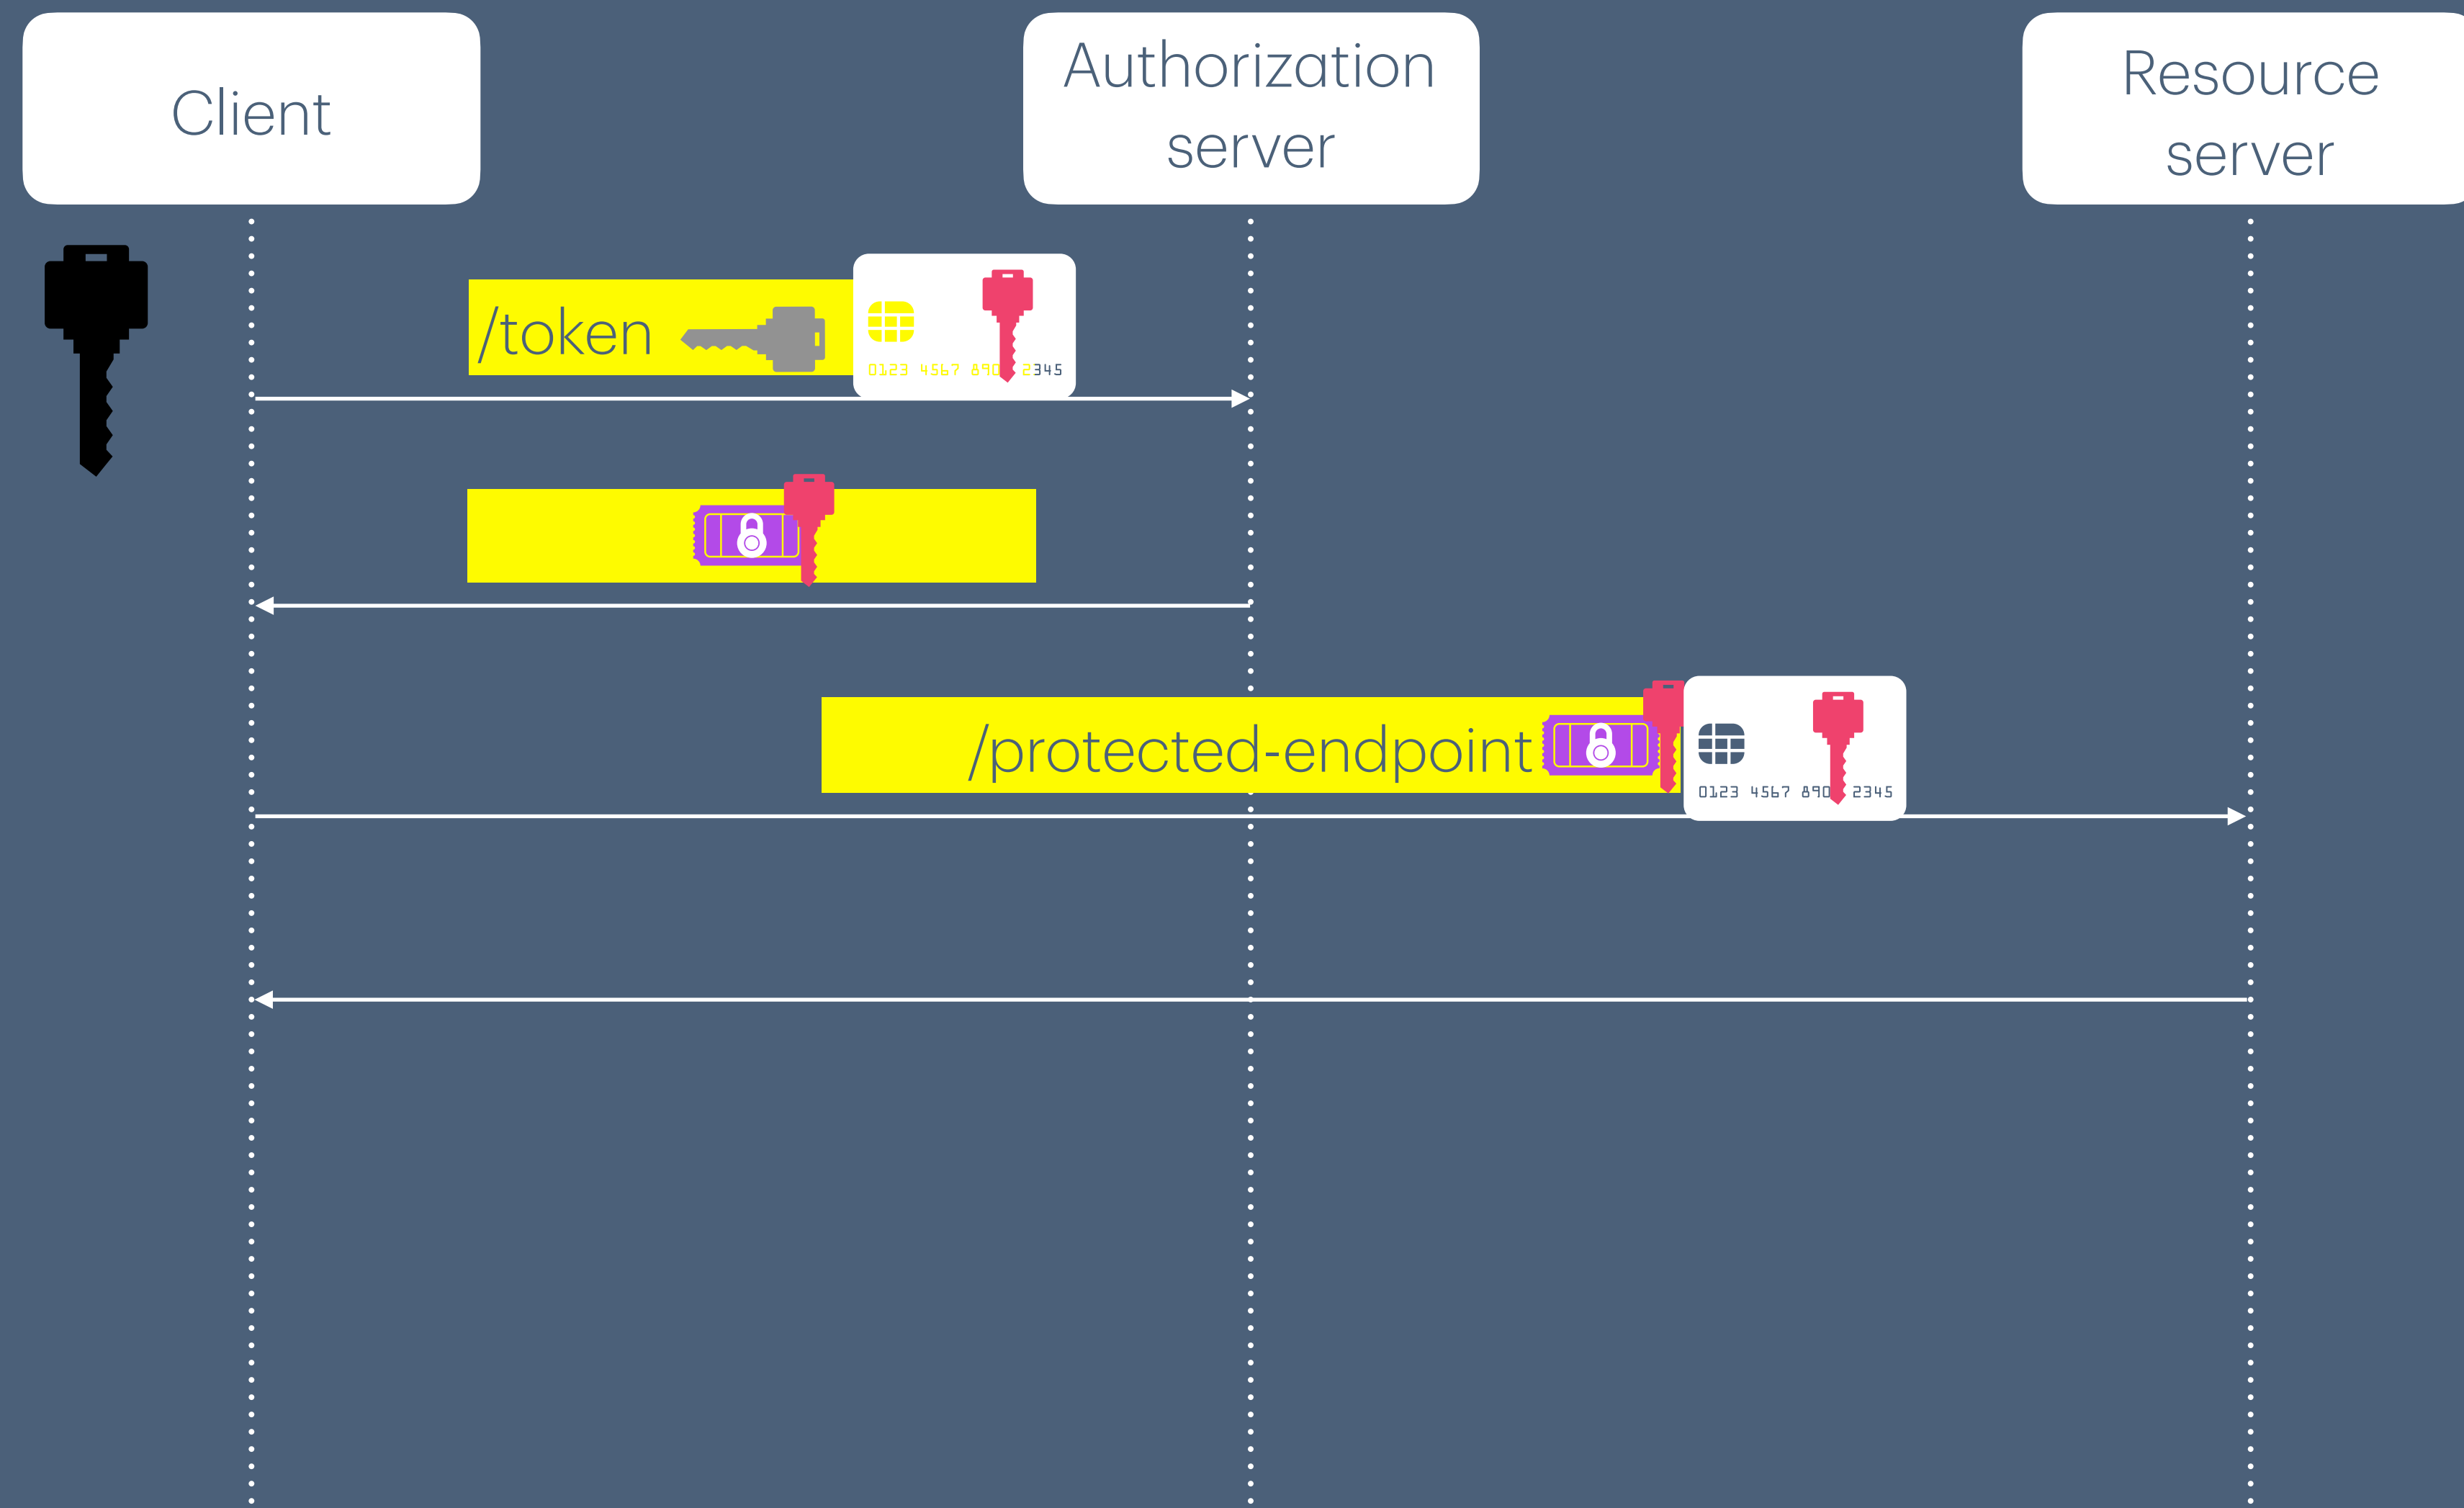 Client
Authorization
server
Resource
server
/token
0123 4567 890 2345
/protected-endpoint
0123 4567 890 2345